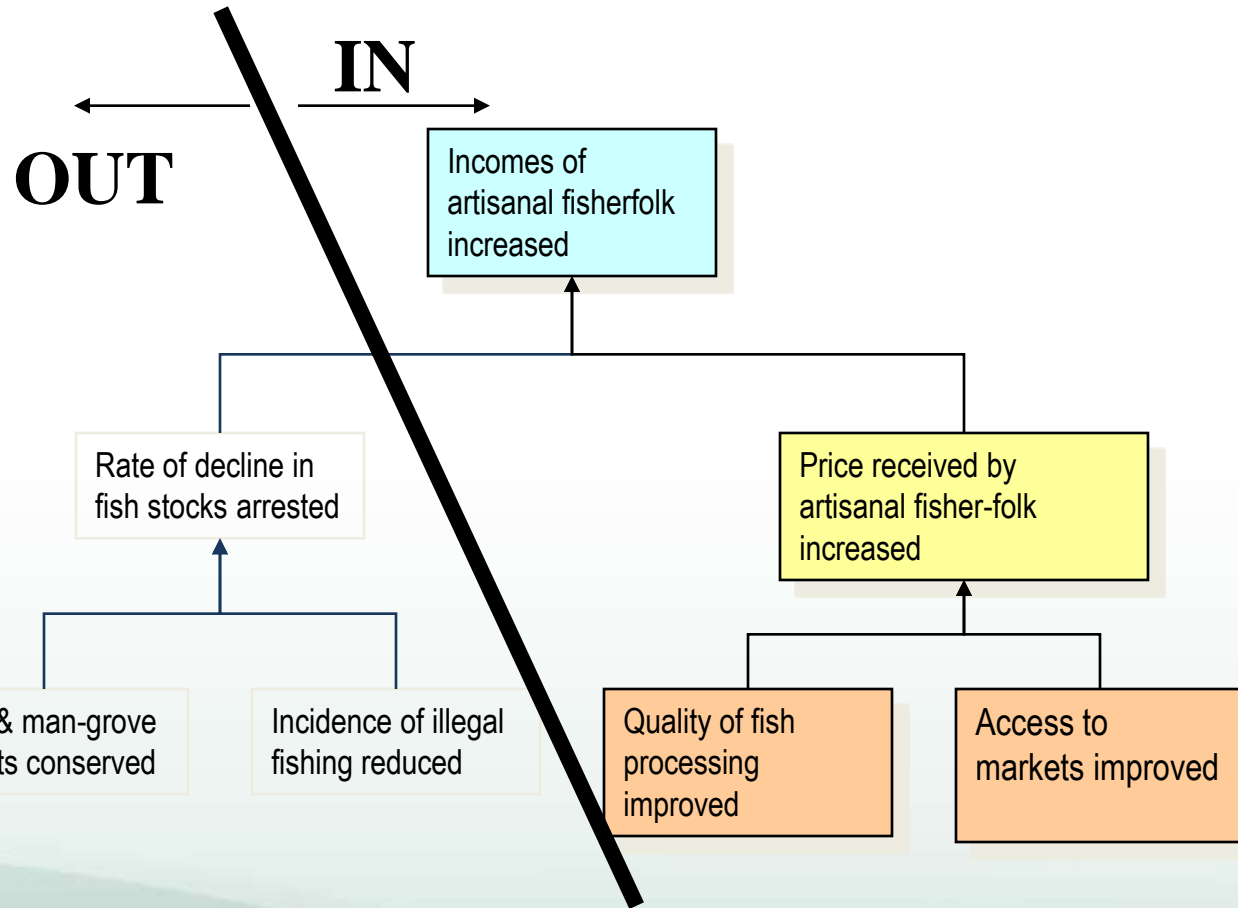 IN
OUT
Incomes of
artisanal fisherfolk
increased
Rate of decline in
fish stocks arrested
Price received by
artisanal fisher-folk
increased
& man-grove
ts conserved
Incidence of illegal
fishing reduced
Quality of fish
processing
improved
Access to
markets improved